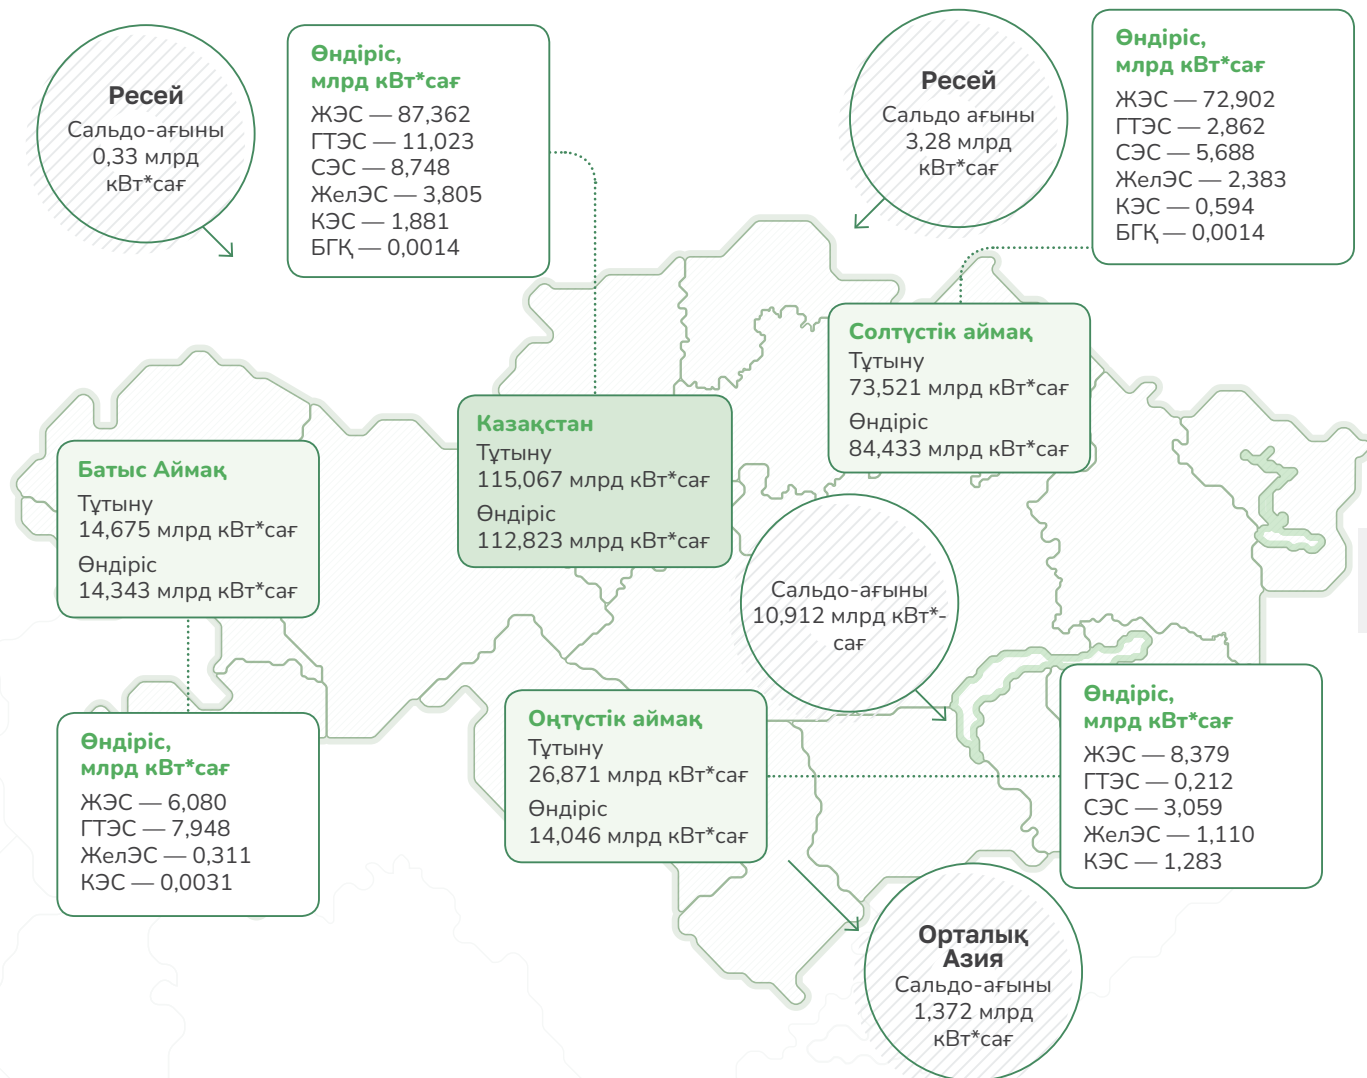 Ресей
Сальдо-ағыны
0,33 млрд
кВт*сағ
Өндіріс,
млрд кВт*сағ
ЖЭС — 87,362
ГТЭС — 11,023
СЭС — 8,748
ЖелЭС — 3,805
КЭС — 1,881
БГҚ — 0,0014
Ресей
Сальдо ағыны
3,28 млрд
кВт*сағ
Өндіріс,
млрд кВт*сағ
ЖЭС — 72,902
ГТЭС — 2,862
СЭС — 5,688
ЖелЭС — 2,383
КЭС — 0,594
БГҚ — 0,0014
Солтүстік аймақ
Тұтыну
73,521 млрд кВт*сағ
Өндіріс
84,433 млрд кВт*сағ
Казақстан
Тұтыну
115,067 млрд кВт*сағ
Өндіріс
112,823 млрд кВт*сағ
Батыс Аймақ
Тұтыну
14,675 млрд кВт*сағ
Өндіріс
14,343 млрд кВт*сағ
Сальдо-ағыны
10,912 млрд кВт*-
сағ
Өндіріс,
млрд кВт*сағ
ЖЭС — 6,080
ГТЭС — 7,948
ЖелЭС — 0,311
КЭС — 0,0031
Оңтүстік аймақ
Тұтыну
26,871 млрд кВт*сағ
Өндіріс
14,046 млрд кВт*сағ
Өндіріс,
млрд кВт*сағ
ЖЭС — 8,379
ГТЭС — 0,212
СЭС — 3,059
ЖелЭС — 1,110
КЭС — 1,283
Орталық
Азия
Сальдо-ағыны
1,372 млрд
кВт*сағ